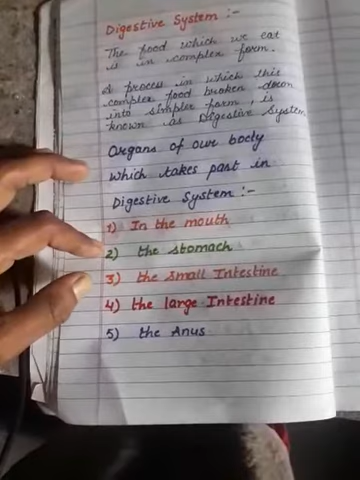 Digestive System :-
The food which we eat
is in complex form.
A process in which this
complex food broken down
into simpler form, is
known as Digestive System
Organs of our body
which takes past in
Digestive System :-
1) In the mouth
2) the stomach
3) the small Intestine
4) the large Intestine
5) the Anus